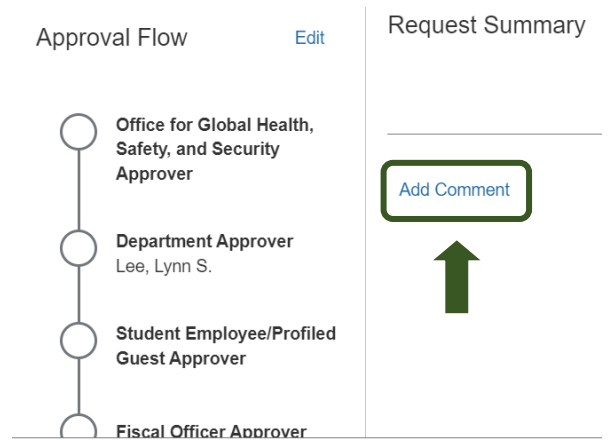 Approval Flow
Edit
Office for Global Health,
Safety, and Security
Approver
Department Approver
Lee, Lynn S.
Student Employee/Profiled
Guest Approver
Fiscal Officer Approver
Request Summary
Add Comment